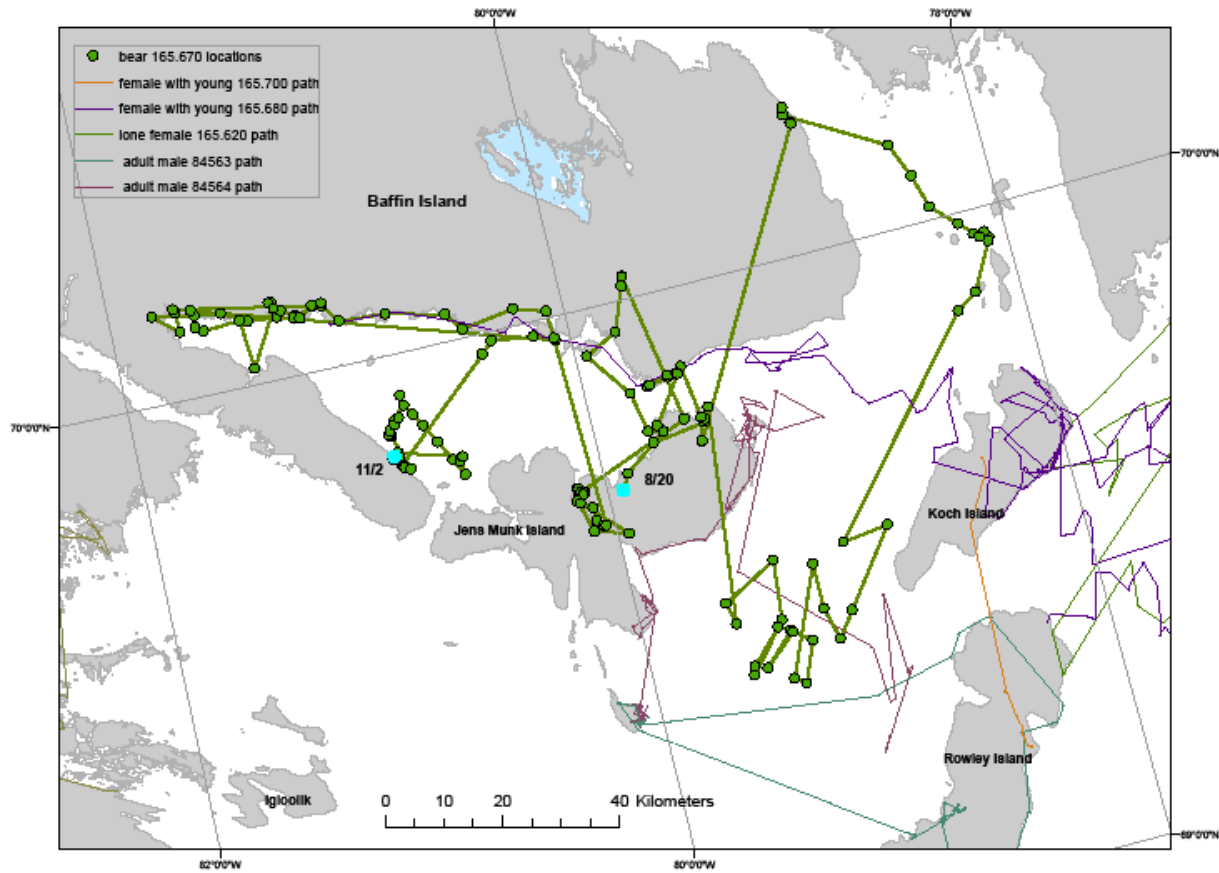 80°0'0"W
78°0'0"W
bear 165.670 locations
female with young 165.700 path
female with young 165.680 path
lone female 165.620 path
adult male 84563 path
adult male 84564 path
70°0'0"N
Baffin Island
70°0'0"N
11/2
8/20
Jens Munk Island
Koch Island
Rowley Island
Igloolik
0 10 20 40 Kilometers
69°0'0"N
82°0'0"W
80°0'0"W